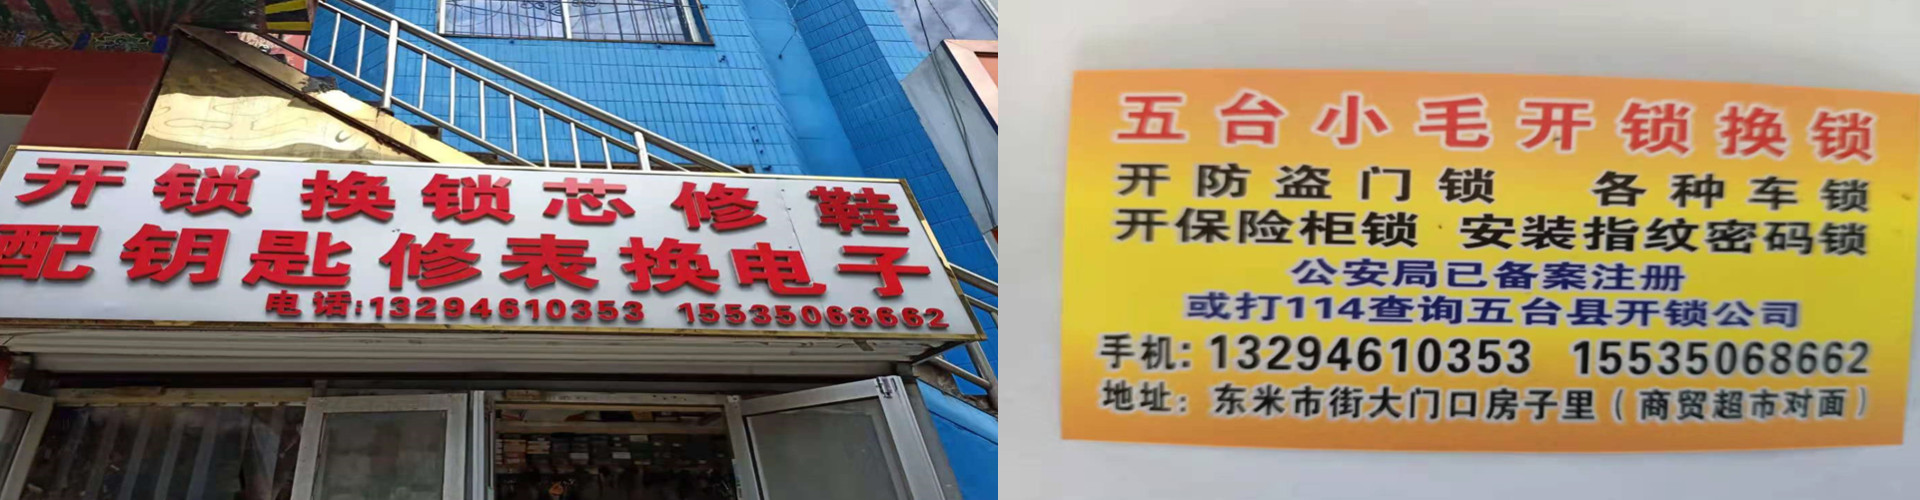 开锁换锁芯修鞋
配钥匙修表换电子
电话:13294610353 15535068662
五台小毛开锁换锁
开防盗门锁 各种车锁
开保险柜锁 安装指纹密码锁
公安局已备案注册
或打114查询五台县开锁公司
手机:13294610353 15535068662
地址:东米市街大门口房子里(商贸超市对面)